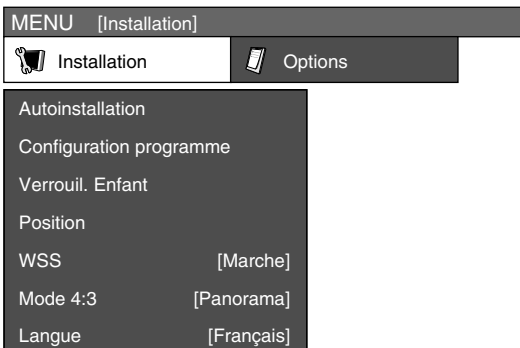 MENU [Installation]
Installation Options
Autoinstallation
Configuration programme
Verrouil. Enfant
Position
WSS [Marche]
Mode 4:3 [Panorama]
Langue [Français]